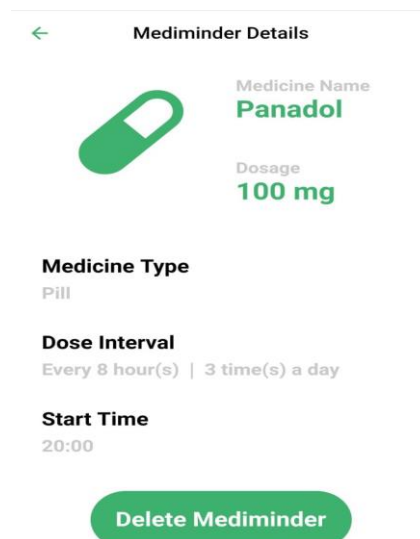 Mediminder Details
Medicine Name
Panadol
Dosage
100 mg
Medicine Type
Pill
Dose Interval
Every 8 hour(s) | 3 time(s) a day
Start Time
20:00
Delete Mediminder